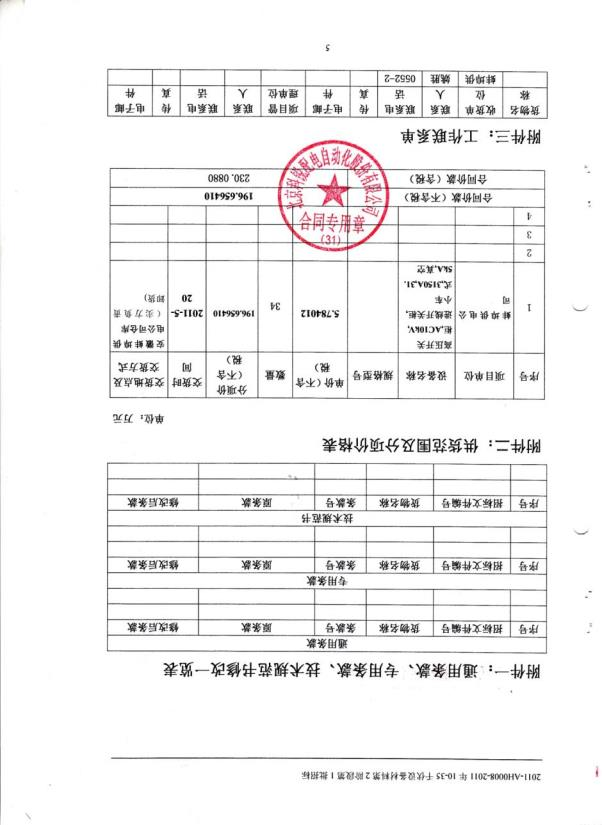 2011-AH0008-2011 年 10-35 千伏设备材料第 2 阶段第 1 批招标
附件一：通用条款、专用条款、技术规范书修改一览表
通用条款
序号 招标文件编号 货物名称 条款号 原条款 修改后条款
专用条款
序号 招标文件编号 货物名称 条款号 原条款 修改后条款
技术规范书
序号 招标文件编号 货物名称 条款号 原条款 修改后条款
附件二：供货范围及分项价格表
单位：万元
序号 项目单位 设备名称 规格型号 单价（不含税） 数量 分项价（不含税） 交货时间 交货地点及交货方式
1 蚌埠供电公司 高压开关柜,AC10kV,进线开关柜,小车式,3150A,31.5kA,真空 5.784012 34 196.656410 2011-5-20 安徽蚌埠供电公司仓库（卖方负责卸货）
2
3
4
合同价款（不含税） 196.656410
合同价款（含税） 230.0880
北京科锐配电自动化股份有限公司
合同专用章
(31)
附件三：工作联系单
货物名称 收货单位 联系人 联系电话 传真 电子邮件 项目管理单位 联系人 联系电话 传真 电子邮件
蚌埠供 姚胜 0552-2
5